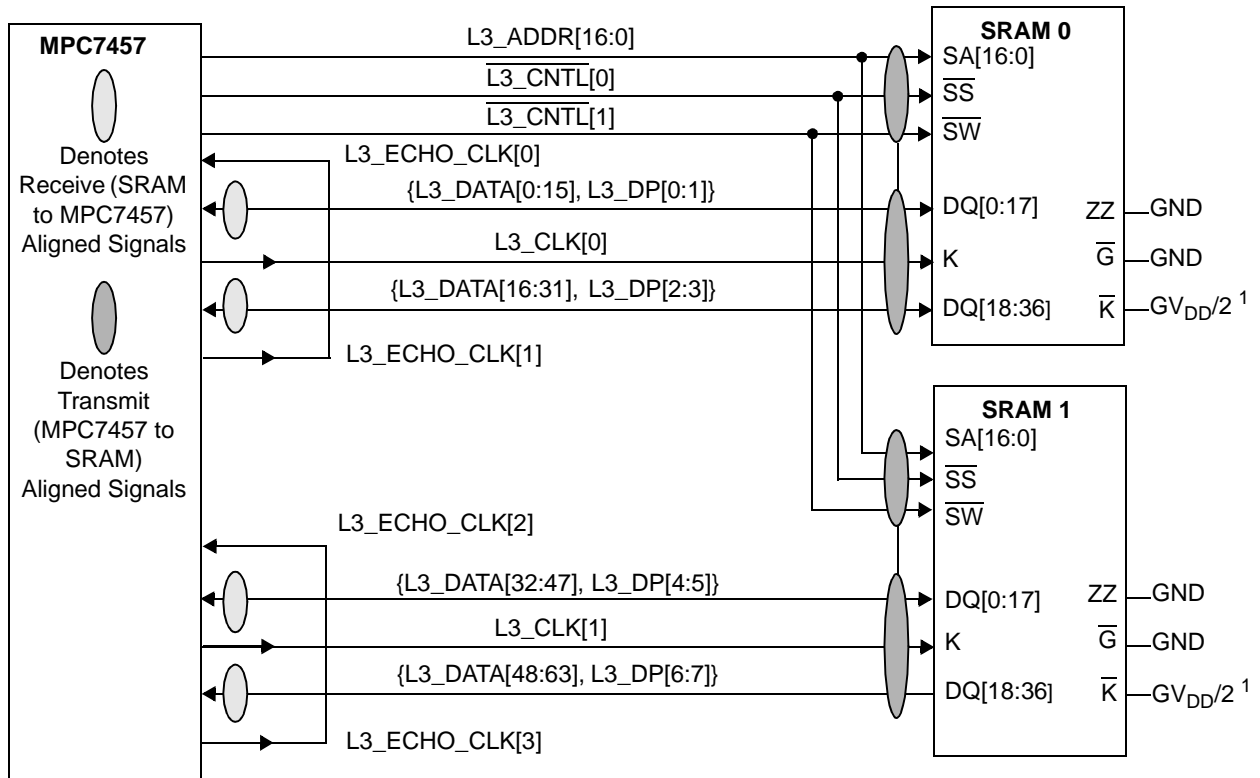 MPC7457
Denotes
Receive (SRAM
to MPC7457)
Aligned Signals
Denotes
Transmit
(MPC7457 to
SRAM)
Aligned Signals
L3_ADDR[16:0]
L3_CNTL[0]
L3_CNTL[1]
L3_ECHO_CLK[0]
{L3_DATA[0:15], L3_DP[0:1]}
L3_CLK[0]
{L3_DATA[16:31], L3_DP[2:3]}
L3_ECHO_CLK[1]
SRAM 0
SA[16:0]
SS
SW
DQ[0:17]
ZZ
GND
K
G
GND
DQ[18:36]
K
GVDD/2 1
L3_ECHO_CLK[2]
{L3_DATA[32:47], L3_DP[4:5]}
L3_CLK[1]
{L3_DATA[48:63], L3_DP[6:7]}
L3_ECHO_CLK[3]
SRAM 1
SA[16:0]
SS
SW
DQ[0:17]
ZZ
GND
K
G
GND
DQ[18:36]
K
GVDD/2 1